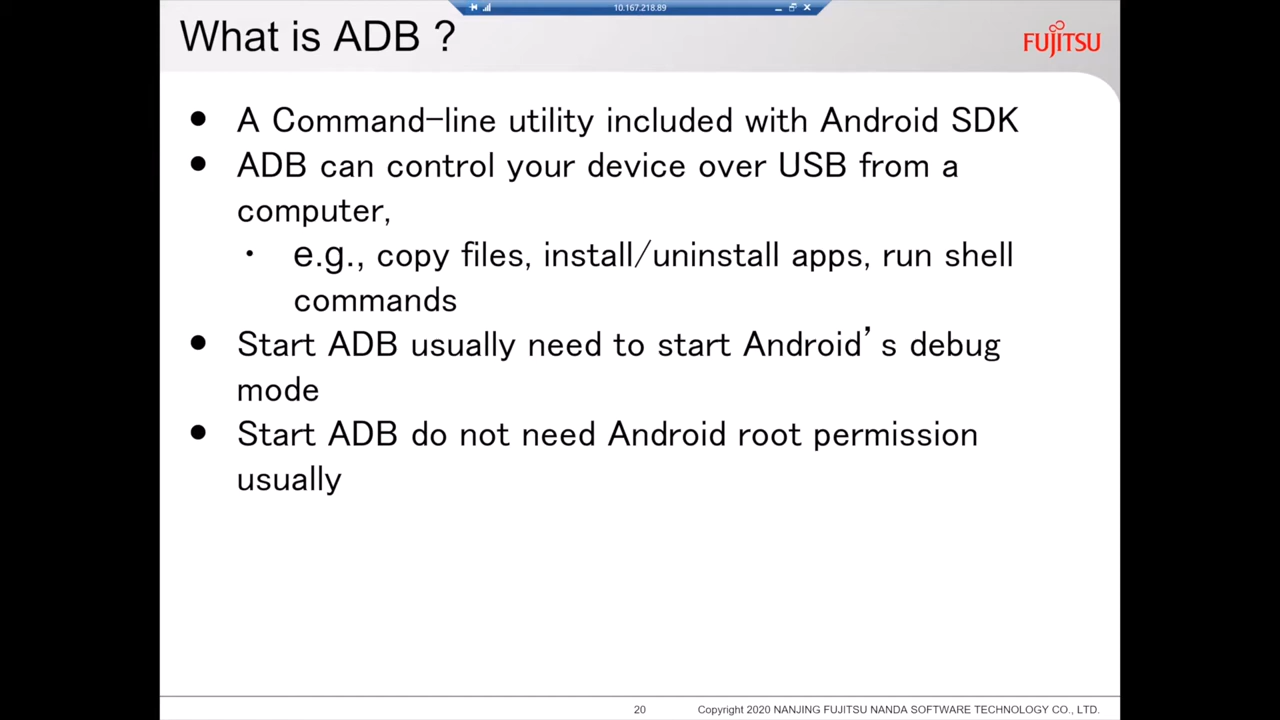 10.167.218.89
What is ADB ?
FUJITSU
● A Command-line utility included with Android SDK
● ADB can control your device over USB from a
computer,
・ e.g., copy files, install/uninstall apps, run shell
commands
● Start ADB usually need to start Android’s debug
mode
● Start ADB do not need Android root permission
usually
20
Copyright 2020 NANJING FUJITSU NANDA SOFTWARE TECHNOLOGY CO., LTD.